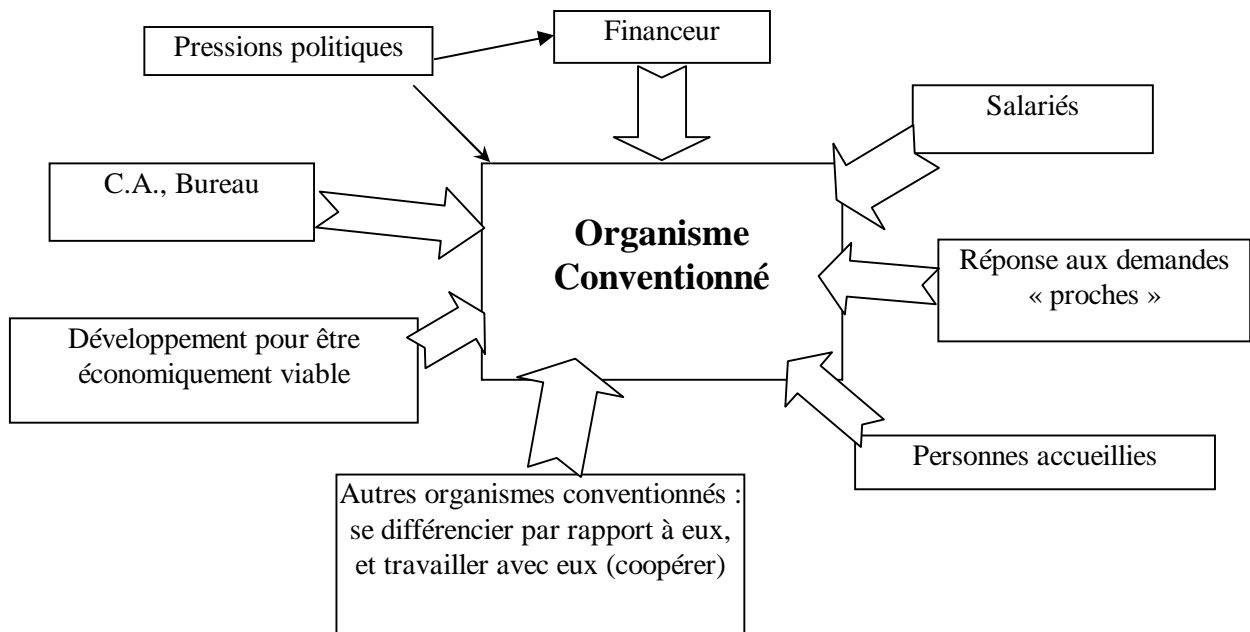 Pressions politiques
Financeur
Salariés
C.A., Bureau
Organisme
Conventionné
Réponse aux demandes
« proches »
Développement pour être
économiquement viable
Personnes accueillies
Autres organismes conventionnés :
se différencier par rapport à eux,
et travailler avec eux (coopérer)